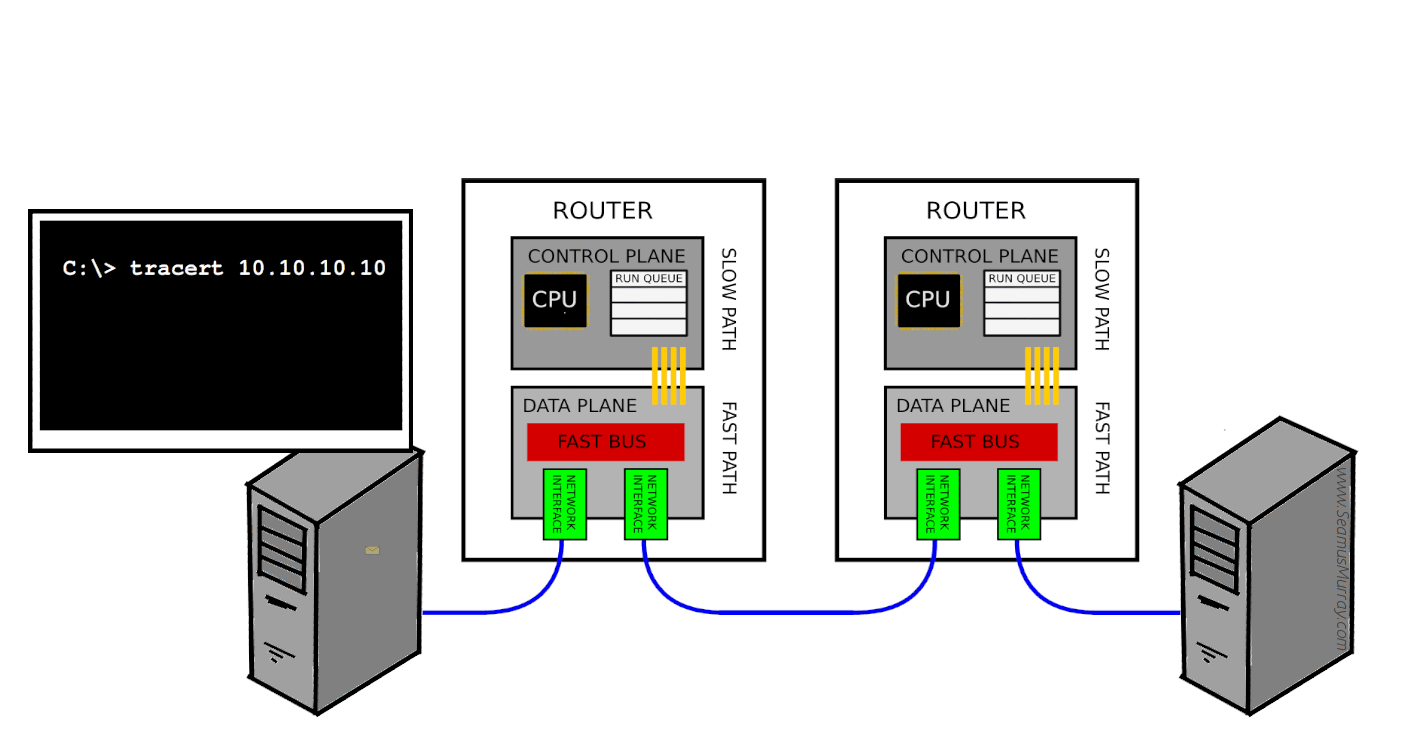 C:\> tracert 10.10.10.10
ROUTER
CONTROL PLANE
CPU
RUN QUEUE
SLOW PATH
DATA PLANE
FAST BUS
FAST PATH
NETWORK
INTERFACE
NETWORK
INTERFACE
ROUTER
CONTROL PLANE
CPU
RUN QUEUE
SLOW PATH
DATA PLANE
FAST BUS
FAST PATH
NETWORK
INTERFACE
NETWORK
INTERFACE
www.SeamusMurray.com